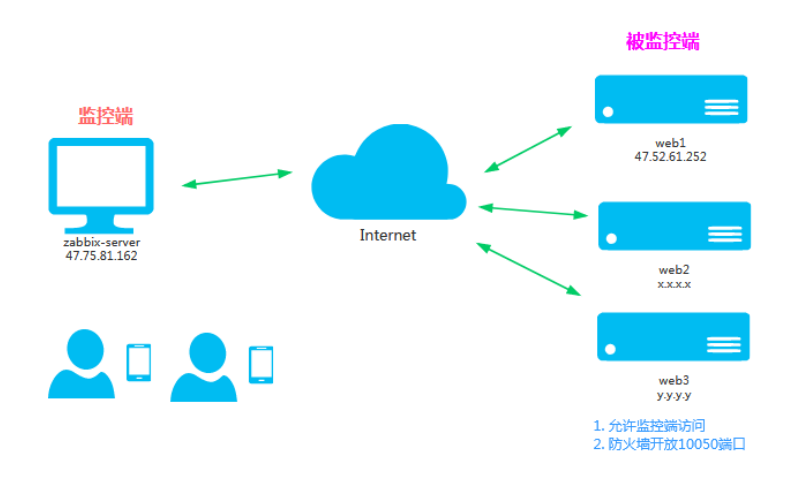 监控端
zabbix-server
47.75.81.162
Internet
被监控端
web1
47.52.61.252
web2
x.x.x.x
web3
y.y.y.y
1. 允许监控端访问
2. 防火墙开放10050端口